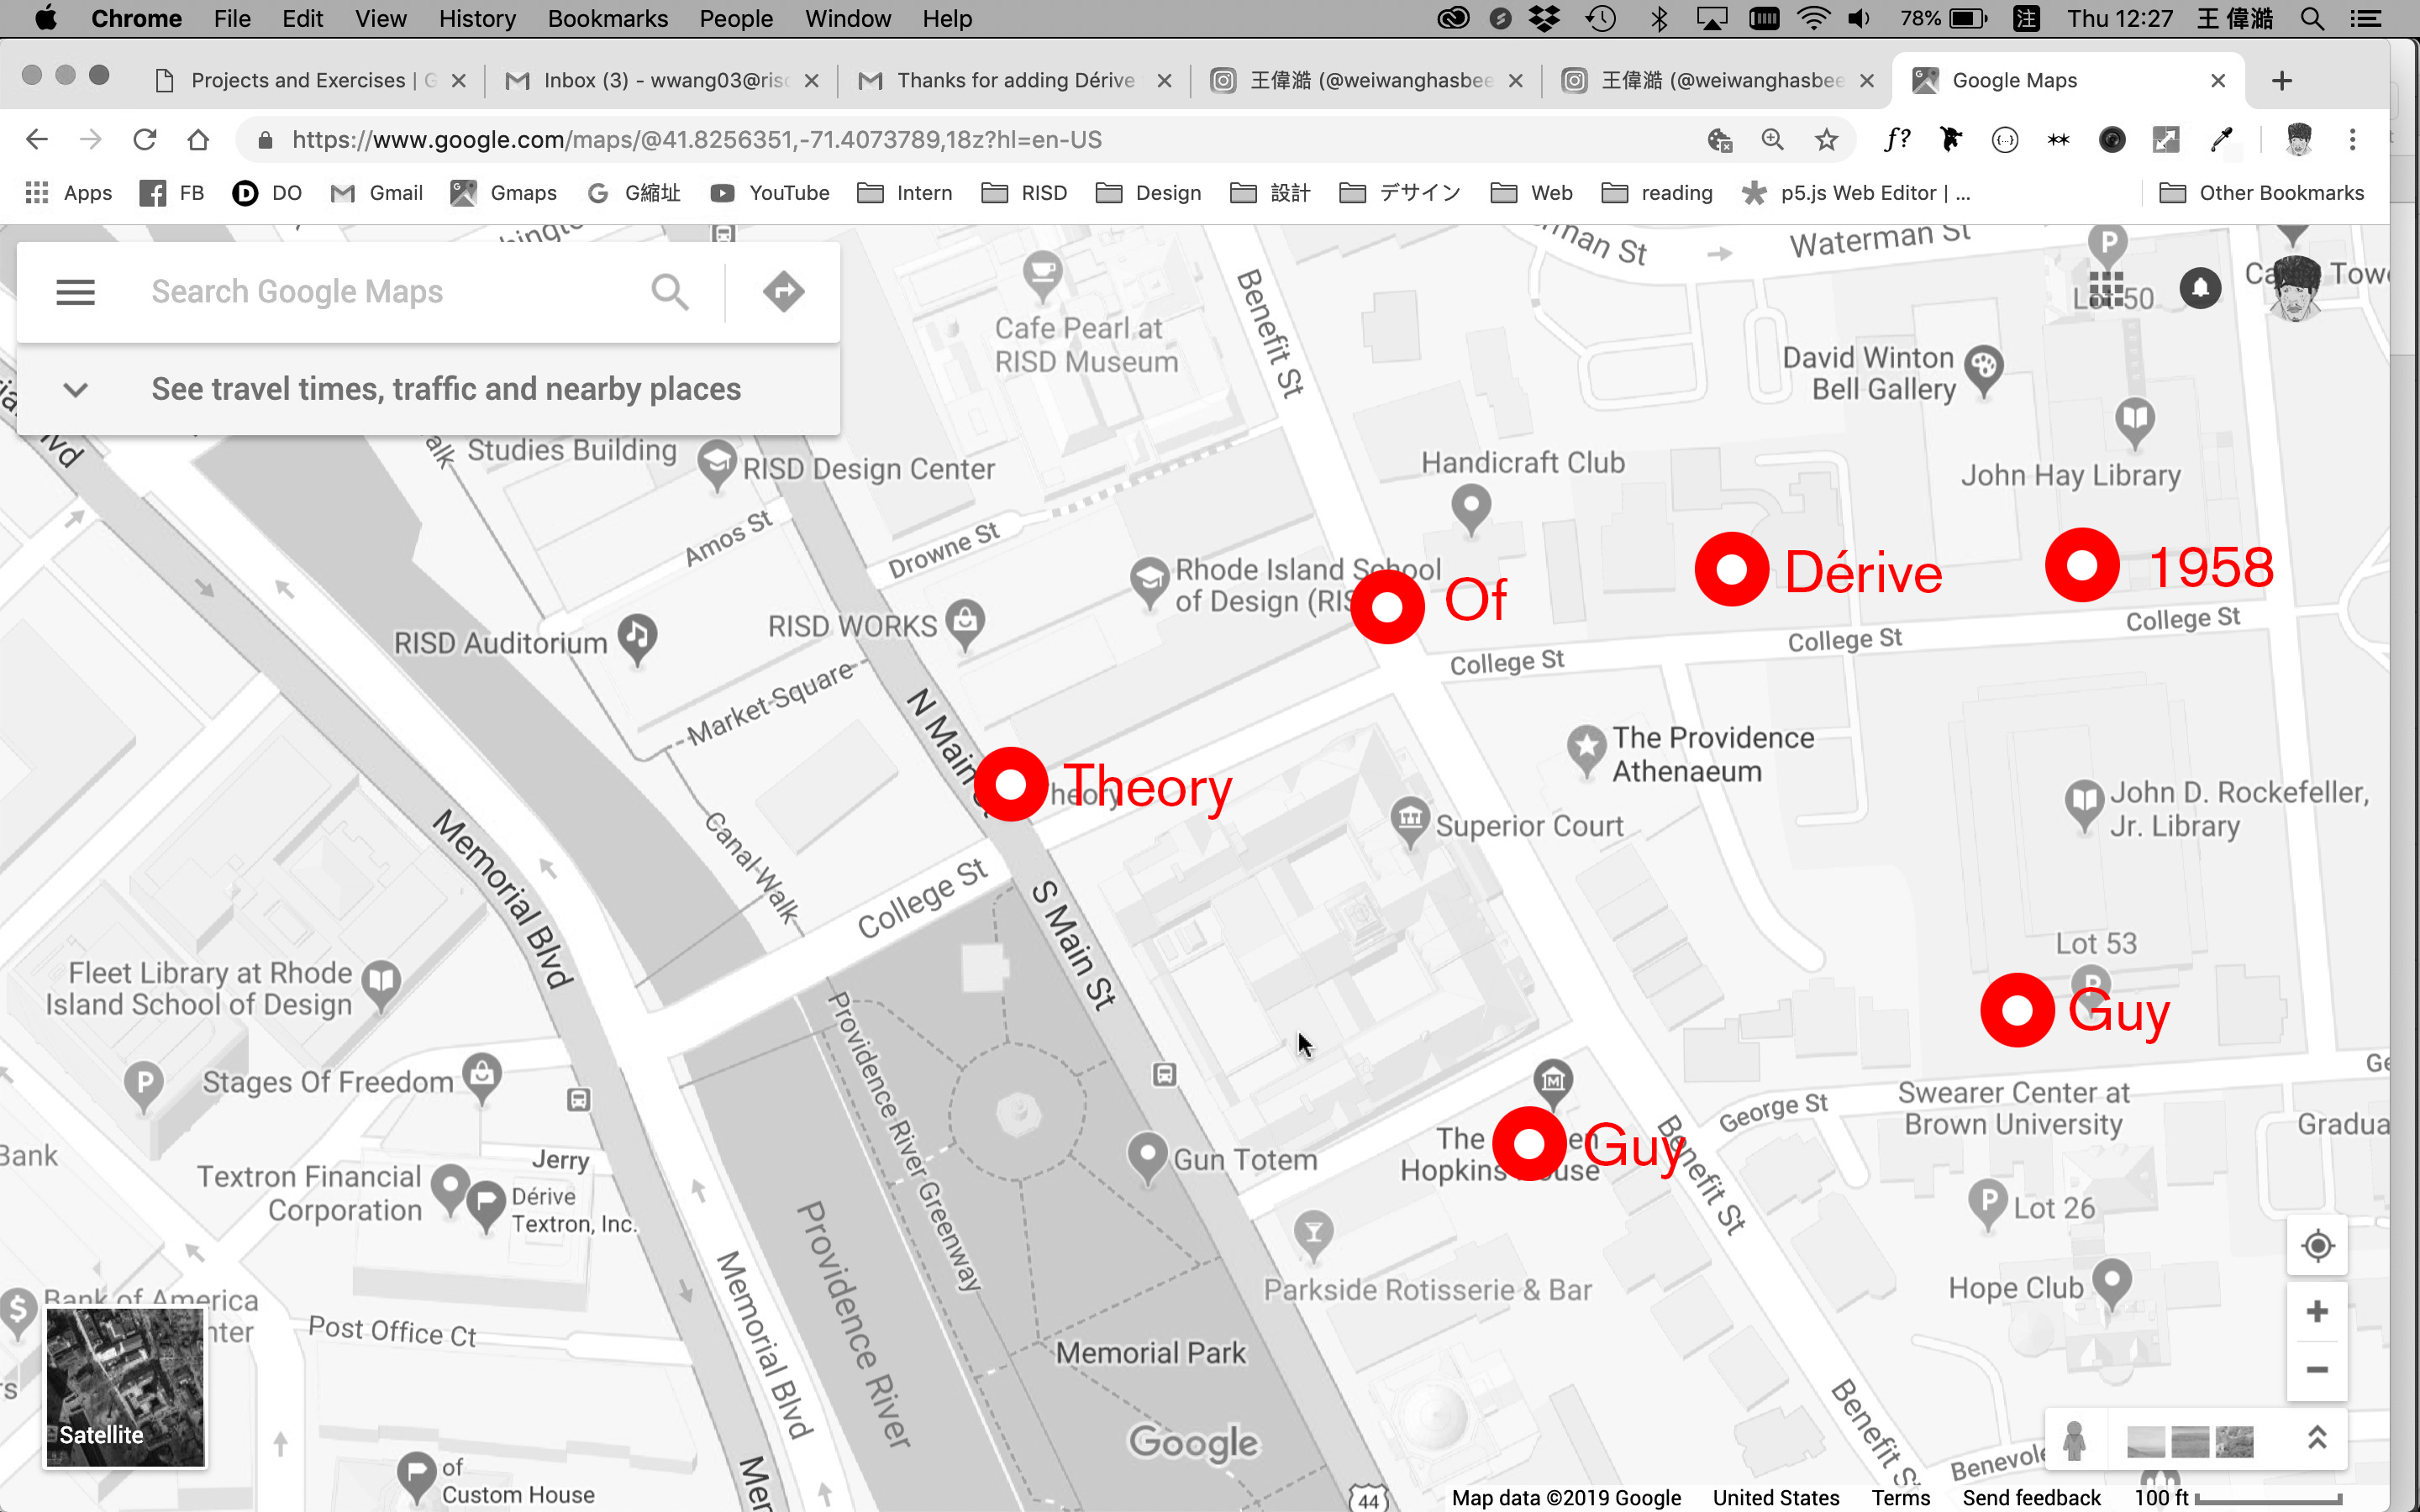 Chrome File Edit View History Bookmarks People Window Help 78% 注 Thu 12:27 王 偉澔
Projects and Exercises | G
Inbox (3) - wwang03@risd
Thanks for adding Dérive
王偉澔 (@weiwanghasbee
王偉澔 (@weiwanghasbee
Google Maps
https://www.google.com/maps/@41.8256351,-71.4073789,18z?hl=en-US
f?
Apps FB DO Gmail Gmaps G縮址 YouTube Intern RISD Design 設計 デザイン Web reading p5.js Web Editor | ... Other Bookmarks
Search Google Maps
See travel times, traffic and nearby places
Waterman St
Lot 50
Cafe Pearl at
RISD Museum
Benefit St
David Winton
Bell Gallery
Studies Building
RISD Design Center
Handicraft Club
John Hay Library
Amos St
Drowne St
Rhode Island School
of Design (RIS
Of
Dérive
1958
RISD Auditorium
RISD WORKS
College St
College St
College St
Market Square
N Main St
The Providence
Athenaeum
Theory
Superior Court
John D. Rockefeller,
Jr. Library
Memorial Blvd
Canal Walk
College St
S Main St
Lot 53
Fleet Library at Rhode
Island School of Design
Guy
Providence River Greenway
Stages Of Freedom
Swearer Center at
Brown University
George St
Gradua
Bank
Jerry
Gun Totem
The
Hopkins House
Guy
Benefit St
Textron Financial
Corporation
Dérive
Textron, Inc.
Lot 26
Providence River
Memorial Blvd
Parkside Rotisserie & Bar
Hope Club
Bank of America
Post Office Ct
Memorial Park
Satellite
Google
Benefit St
of
Custom House
44
Map data ©2019 Google United States Terms Send feedback 100 ft